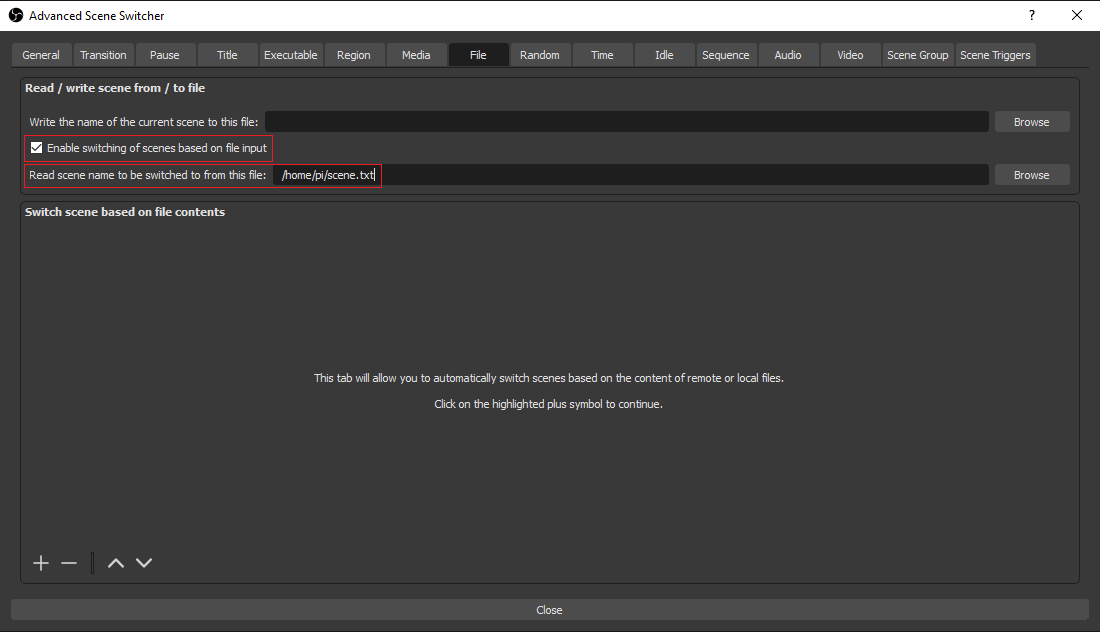 Advanced Scene Switcher
?
General Transition Pause Title Executable Region Media File Random Time Idle Sequence Audio Video Scene Group Scene Triggers
Read / write scene from / to file
Write the name of the current scene to this file: Browse
Enable switching of scenes based on file input
Read scene name to be switched to from this file: /home/pi/scene.txt Browse
Switch scene based on file contents
This tab will allow you to automatically switch scenes based on the content of remote or local files.
Click on the highlighted plus symbol to continue.
Close